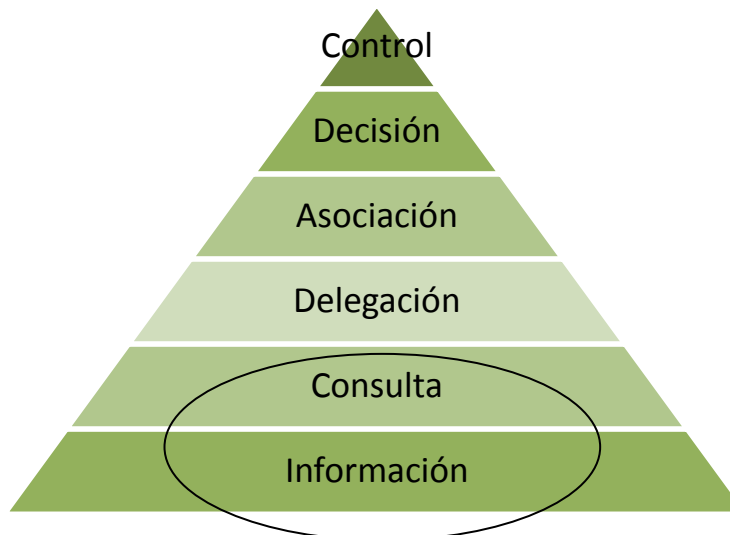 Control
Decisión
Asociación
Delegación
Consulta
Información